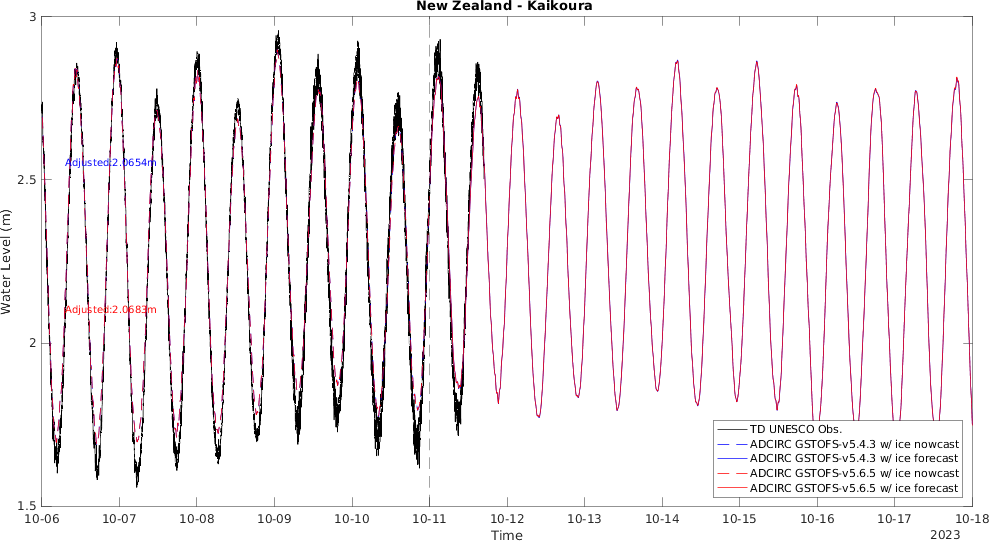 New Zealand - Kaikoura
3
2.5
2
1.5
Water Level (m)
Adjusted:2.0654m
Adjusted:2.0683m
TD UNESCO Obs.
ADCIRC GSTOFS-v5.4.3 w/ ice nowcast
ADCIRC GSTOFS-v5.4.3 w/ ice forecast
ADCIRC GSTOFS-v5.6.5 w/ ice nowcast
ADCIRC GSTOFS-v5.6.5 w/ ice forecast
10-06 10-07 10-08 10-09 10-10 10-11 10-12 10-13 10-14 10-15 10-16 10-17 10-18
Time
2023